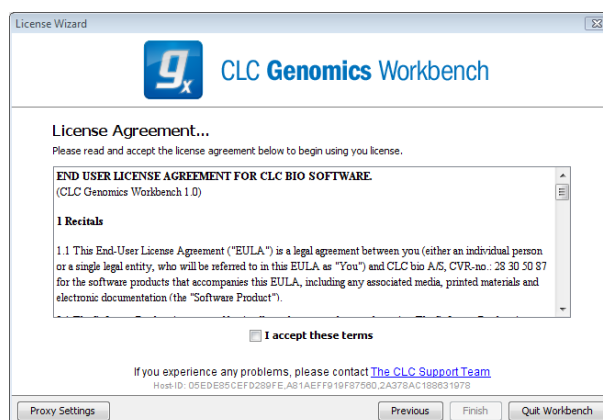 License Wizard
gx CLC Genomics Workbench
License Agreement...
Please read and accept the license agreement below to begin using you license.
END USER LICENSE AGREEMENT FOR CLC BIO SOFTWARE.
(CLC Genomics Workbench 1.0)
1 Recitals
1.1 This End-User License Agreement ("EULA") is a legal agreement between you (either an individual person
or a single legal entity, who will be referred to in this EULA as "You") and CLC bio A/S, CVR-no.: 28 30 50 87
for the software products that accompanies this EULA, including any associated media, printed materials and
electronic documentation (the "Software Product").
I accept these terms
If you experience any problems, please contact The CLC Support Team
Host-ID: 05EDE85CEFD289FE,A81AEFF919F87560,2A378AC188631978
Proxy Settings Previous Finish Quit Workbench